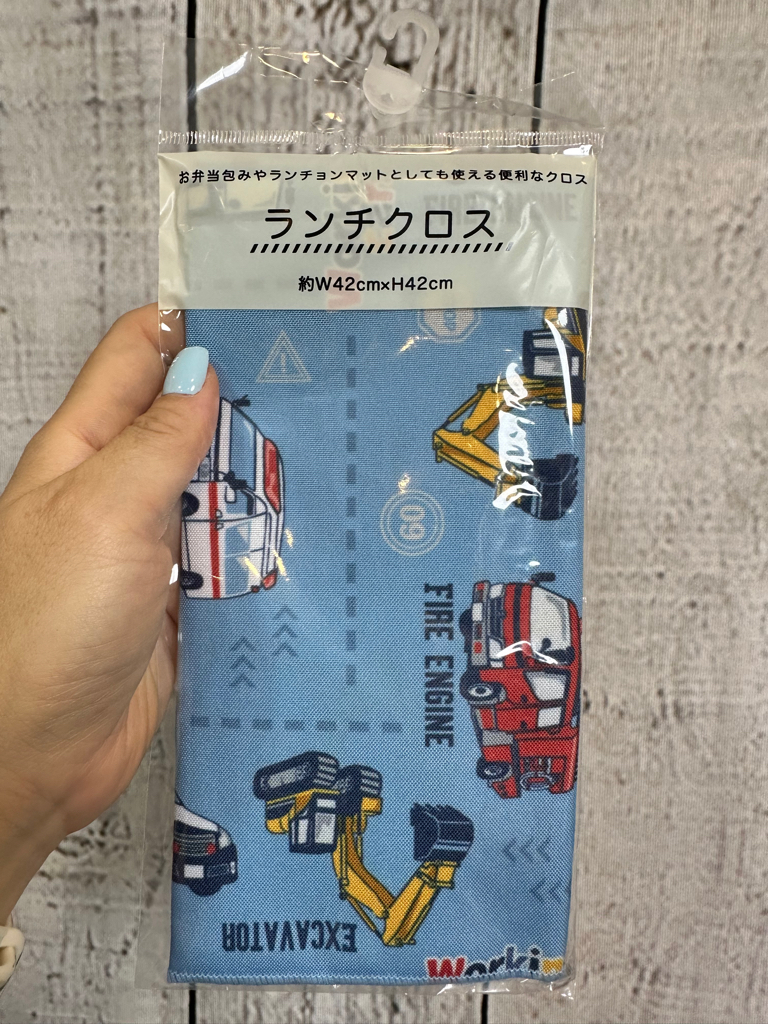 お弁当包みやランチョンマットとしても使える便利なクロス
ランチクロス
約W42cm×H42cm
09
FIRE ENGINE
EXCAVATOR